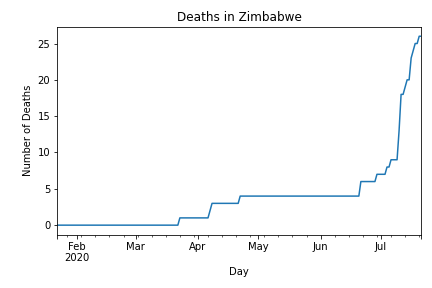 Deaths in Zimbabwe
Number of Deaths
25
20
15
10
5
0
Feb
2020
Mar
Apr
May
Jun
Jul
Day